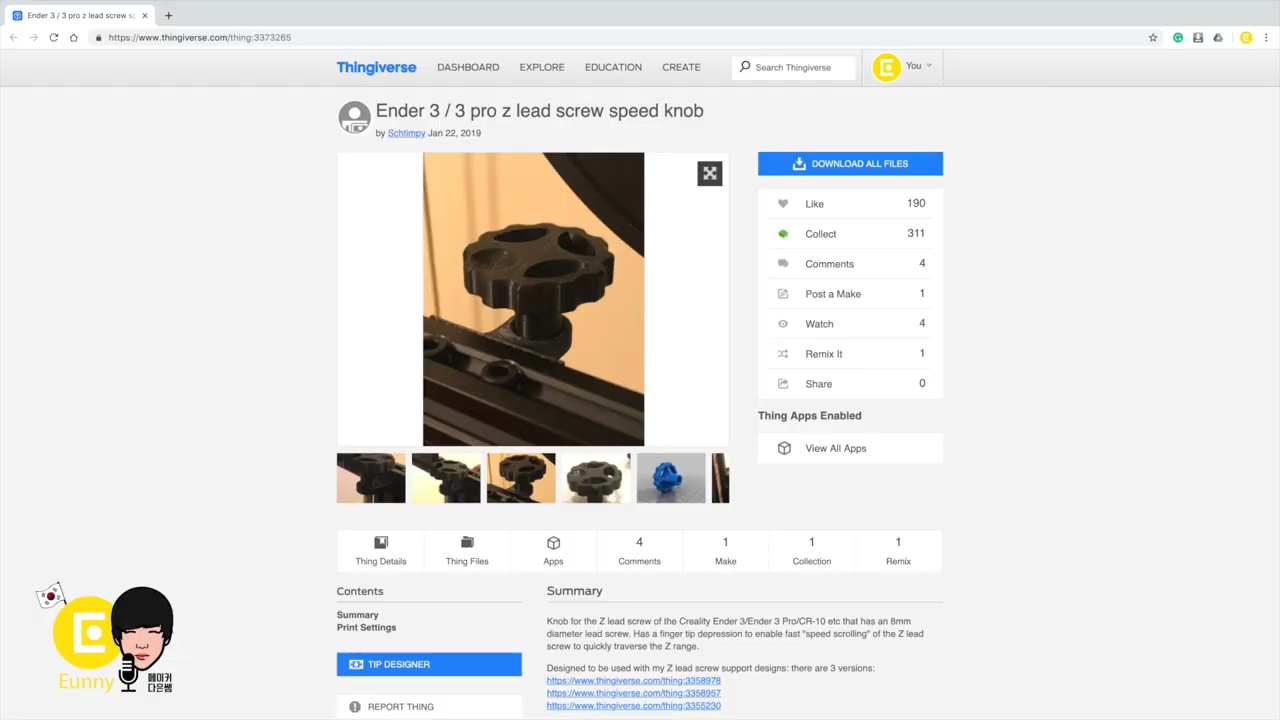 Ender 3 / 3 pro z lead screw sp
https://www.thingiverse.com/thing:3373265
Thingiverse
DASHBOARD
EXPLORE
EDUCATION
CREATE
Search Thingiverse
You
Ender 3 / 3 pro z lead screw speed knob
by Schtimpy Jan 22, 2019
DOWNLOAD ALL FILES
Like 190
Collect 311
Comments 4
Post a Make 1
Watch 4
Remix It 1
Share 0
Thing Apps Enabled
View All Apps
Thing Details
Thing Files
Apps
4 Comments
1 Make
1 Collection
1 Remix
Contents
Summary
Print Settings
TIP DESIGNER
REPORT THING
Summary
Knob for the Z lead screw of the Creality Ender 3/Ender 3 Pro/CR-10 etc that has an 8mm
diameter lead screw. Has a finger tip depression to enable fast "speed scrolling" of the Z lead
screw to quickly traverse the Z range.
Designed to be used with my Z lead screw support designs: there are 3 versions:
https://www.thingiverse.com/thing:3358978
https://www.thingiverse.com/thing:3358957
https://www.thingiverse.com/thing:3355230
Eunny
메이커
다은쌤